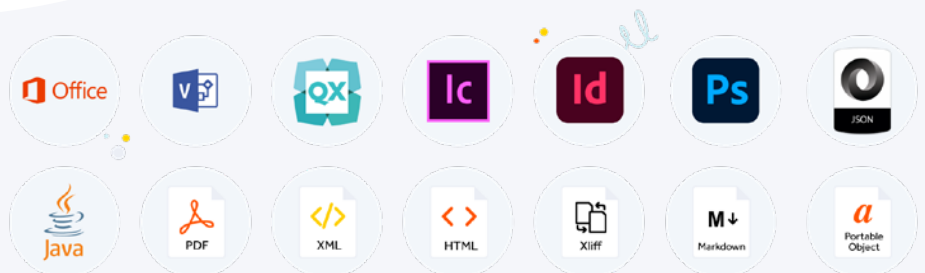 Office
V
QX
Ic
Id
Ps
JSON
Java
PDF
</>
XML
< >
HTML
Xliff
M↓
Markdown
a
Portable
Object